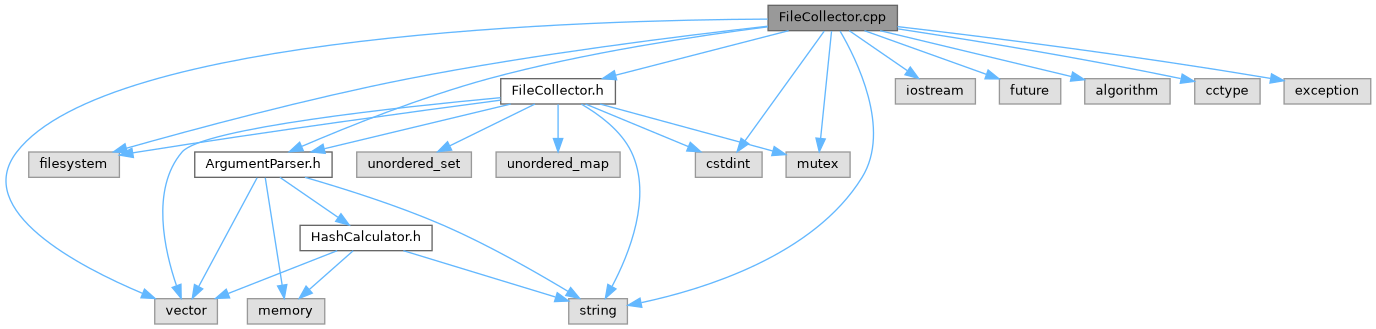 FileCollector.cpp
FileCollector.h
iostream
future
algorithm
cctype
exception
filesystem
ArgumentParser.h
unordered_set
unordered_map
cstdint
mutex
HashCalculator.h
vector
memory
string